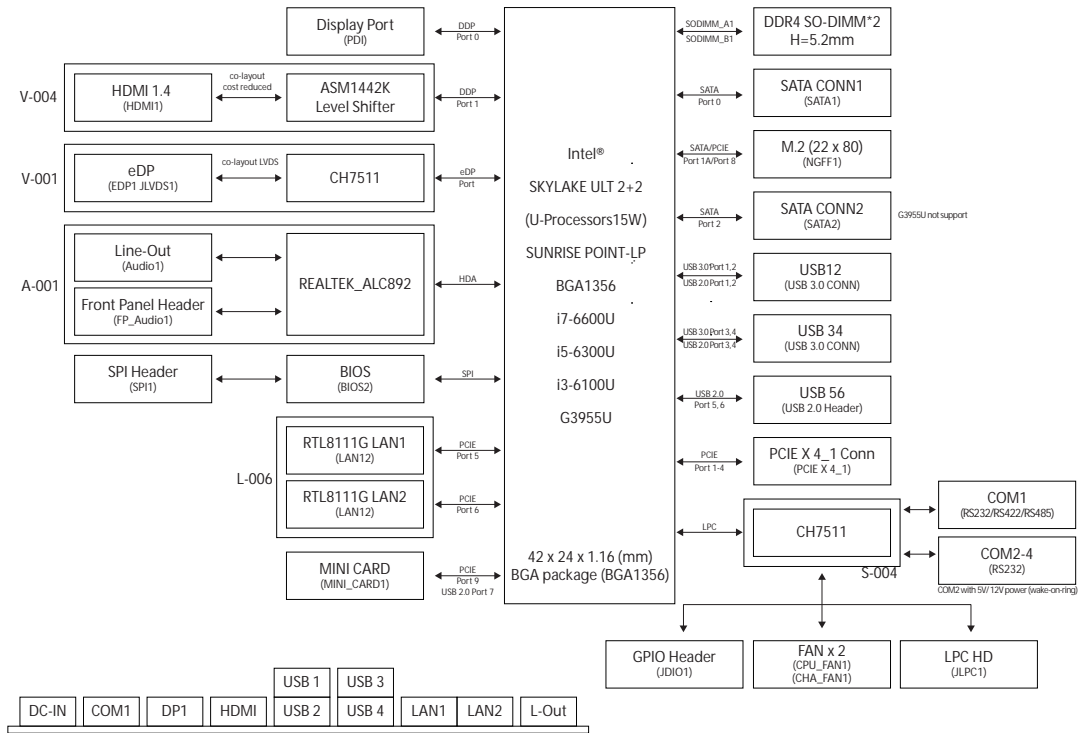 Display Port
(PDI)
DDP
Port 0
V-004
HDMI 1.4
(HDMI1)
co-layout
cost reduced
ASM1442K
Level Shifter
DDP
Port 1
V-001
eDP
(EDP1 JLVDS1)
co-layout LVDS
CH7511
eDP
Port
A-001
Line-Out
(Audio1)
Front Panel Header
(FP_Audio1)
REALTEK_ALC892
HDA
SPI Header
(SPI1)
BIOS
(BIOS2)
SPI
L-006
RTL8111G LAN1
(LAN12)
PCIE
Port 5
RTL8111G LAN2
(LAN12)
PCIE
Port 6
MINI CARD
(MINI_CARD1)
PCIE
Port 9
USB 2.0 Port 7
Intel®
SKYLAKE ULT 2+2
(U-Processors15W)
SUNRISE POINT-LP
BGA1356
i7-6600U
i5-6300U
i3-6100U
G3955U
42 x 24 x 1.16 (mm)
BGA package (BGA1356)
SODIMM_A1
SODIMM_B1
DDR4 SO-DIMM*2
H=5.2mm
SATA
Port 0
SATA CONN1
(SATA1)
SATA/PCIE
Port 1A/Port 8
M.2 (22 x 80)
(NGFF1)
SATA
Port 2
SATA CONN2
(SATA2)
G3955U not support
USB 3.0 Port 1,2
USB 2.0 Port 1,2
USB12
(USB 3.0 CONN)
USB 3.0 Port 3,4
USB 2.0 Port 3,4
USB 34
(USB 3.0 CONN)
USB 2.0
Port 5, 6
USB 56
(USB 2.0 Header)
PCIE
Port 1-4
PCIE X 4_1 Conn
(PCIE X 4_1)
LPC
CH7511
S-004
COM1
(RS232/RS422/RS485)
COM2-4
(RS232)
COM2 with 5V/ 12V power (wake-on-ring)
GPIO Header
(JDIO1)
FAN x 2
(CPU_FAN1)
(CHA_FAN1)
LPC HD
(JLPC1)
USB 1
USB 3
DC-IN
COM1
DP1
HDMI
USB 2
USB 4
LAN1
LAN2
L-Out